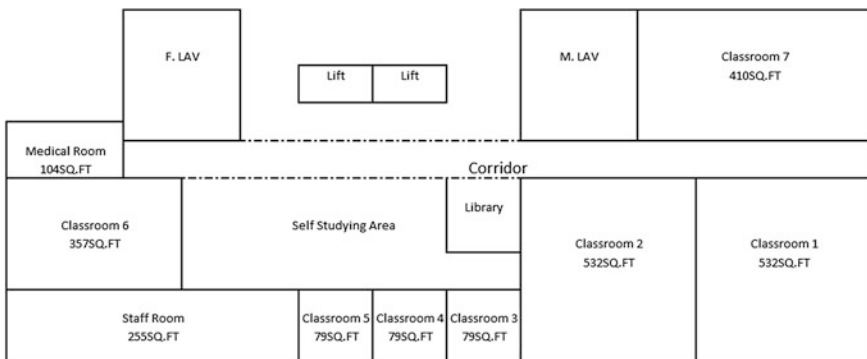 F. LAV
Lift
Lift
M. LAV
Classroom 7
410SQ.FT
Medical Room
104SQ.FT
Corridor
Classroom 6
357SQ.FT
Self Studying Area
Library
Classroom 2
532SQ.FT
Classroom 1
532SQ.FT
Staff Room
255SQ.FT
Classroom 5
79SQ.FT
Classroom 4
79SQ.FT
Classroom 3
79SQ.FT